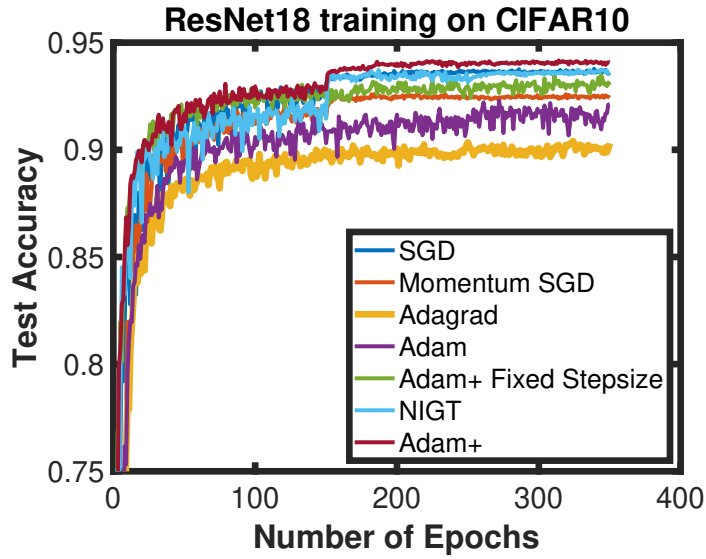 ResNet18 training on CIFAR10
0.95
0.9
0.85
0.8
0.75
Test Accuracy
SGD
Momentum SGD
Adagrad
Adam
Adam+ Fixed Stepsize
NIGT
Adam+
0 100 200 300 400
Number of Epochs